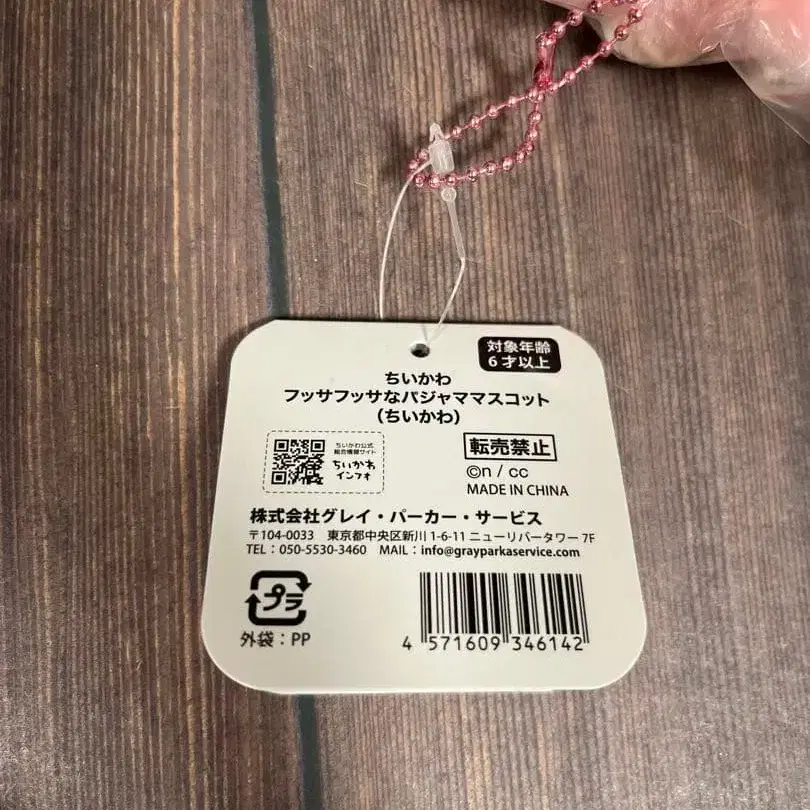 対象年齢
6才以上
ちいかわ
フッサフッサなパジャママスコット
(ちいかわ)
ちいかわ公式
総合情報サイト
ちいかわ
インフォ
転売禁止
©n / cc
MADE IN CHINA
株式会社グレイ・パーカー・サービス
〒104-0033 東京都中央区新川 1-6-11 ニューリバータワー 7F
TEL：050-5530-3460 MAIL：info@grayparkaservice.com
プラ
外袋：PP
4 571609 346142